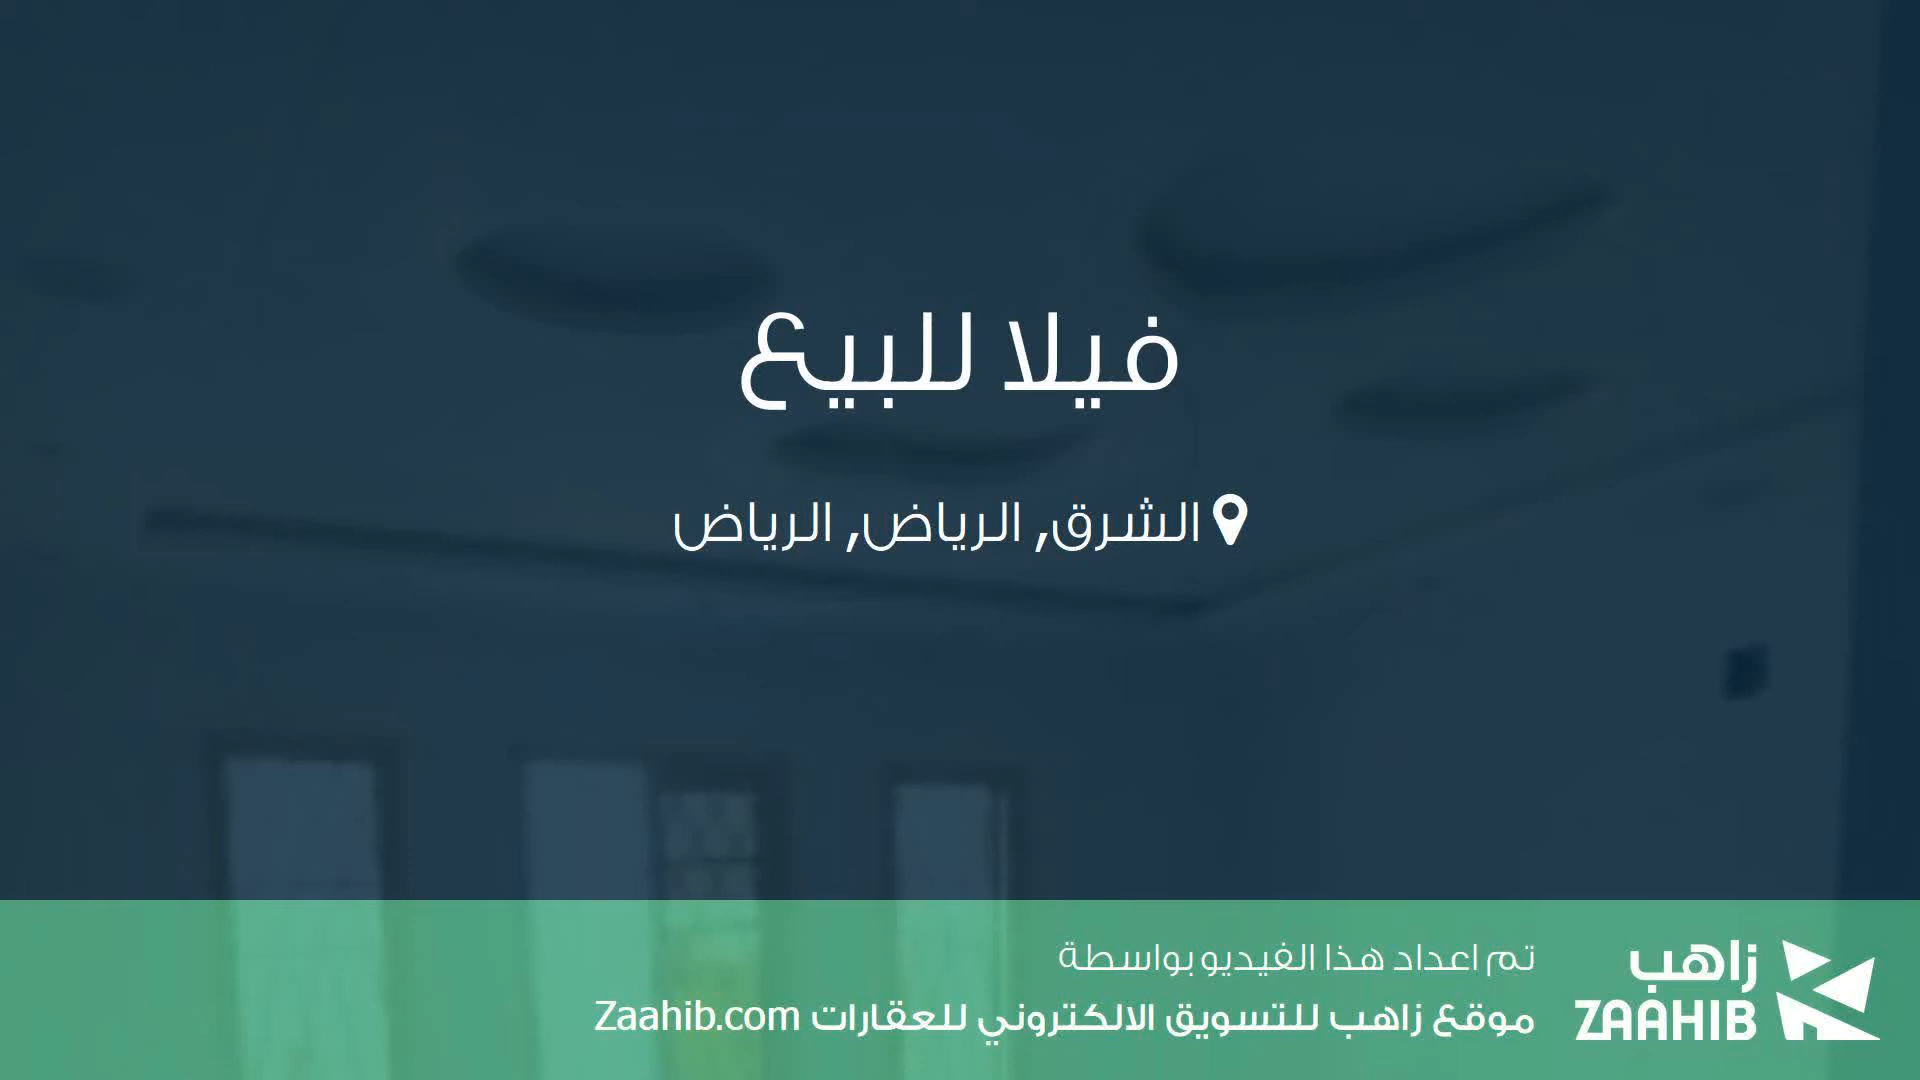 فيلا للبيع
الشرق, الرياض, الرياض
تم اعداد هذا الفيديو بواسطة
موقع زاهب للتسويق الالكتروني للعقارات Zaahib.com
زاهب
ZAAHIB